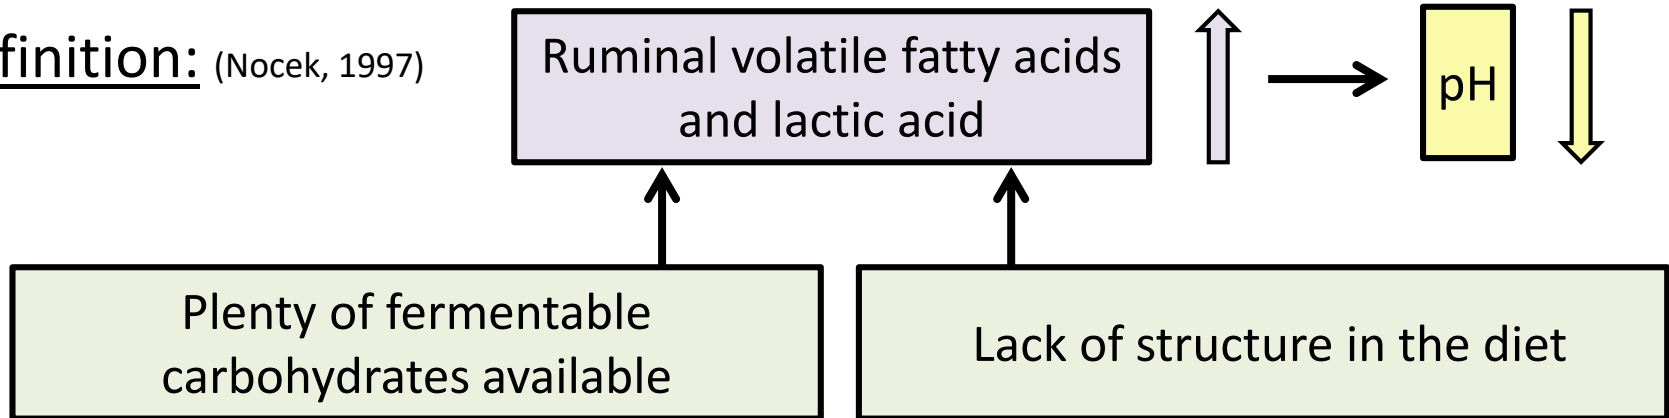 finition: (Nocek, 1997)
Ruminal volatile fatty acids
and lactic acid
pH
Plenty of fermentable
carbohydrates available
Lack of structure in the diet